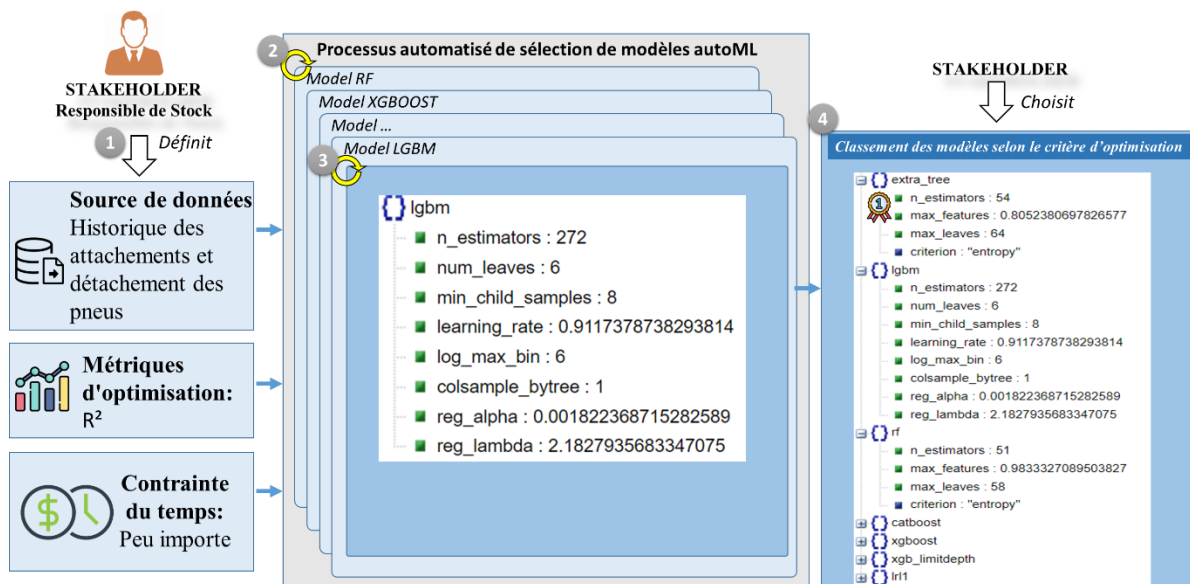 STAKEHOLDER
Responsible de Stock
1
Définit
Source de données
Historique des
attachements et
détachement des
pneus
Métriques
d'optimisation:
R²
Contrainte
du temps:
Peu importe
2
Processus automatisé de sélection de modèles autoML
Model RF
Model XGBOOST
Model ...
Model LGBM
3
{} lgbm
n_estimators : 272
num_leaves : 6
min_child_samples : 8
learning_rate : 0.9117378738293814
log_max_bin : 6
colsample_bytree : 1
reg_alpha : 0.001822368715282589
reg_lambda : 2.1827935683347075
STAKEHOLDER
Choisit
4
Classement des modèles selon le critère d'optimisation
{} extra_tree
1
n_estimators : 54
max_features : 0.8052380697826577
max_leaves : 64
criterion : "entropy"
{} lgbm
n_estimators : 272
num_leaves : 6
min_child_samples : 8
learning_rate : 0.9117378738293814
log_max_bin : 6
colsample_bytree : 1
reg_alpha : 0.001822368715282589
reg_lambda : 2.1827935683347075
{} rf
n_estimators : 51
max_features : 0.9833327089503827
max_leaves : 58
criterion : "entropy"
{} catboost
{} xgboost
{} xgb_limitdepth
{} lrl1